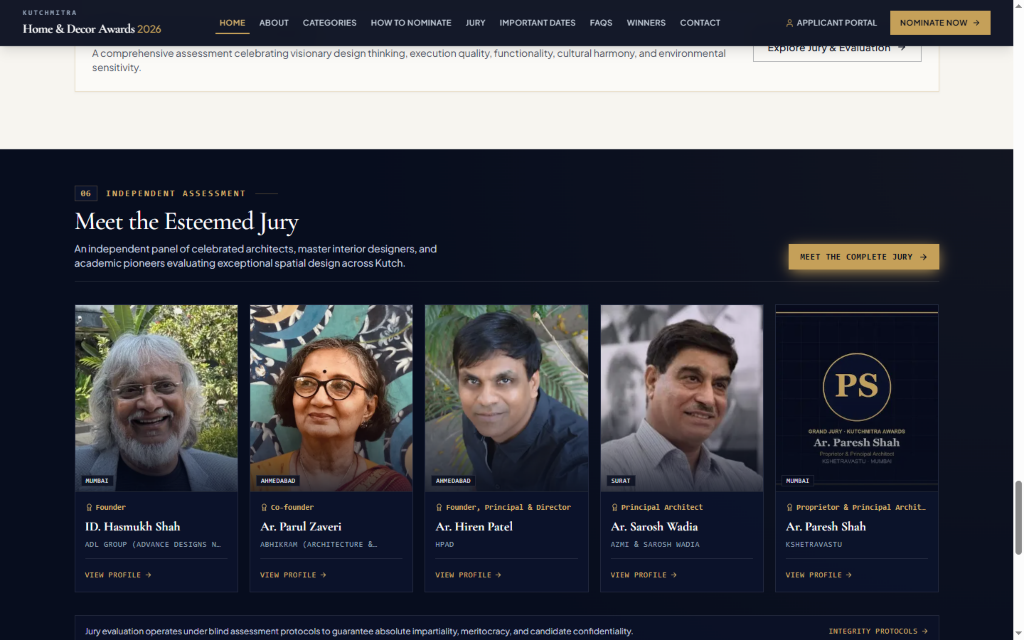 KUTCHMITRA
Home & Decor Awards 2026
HOME
ABOUT
CATEGORIES
HOW TO NOMINATE
JURY
IMPORTANT DATES
FAQS
WINNERS
CONTACT
APPLICANT PORTAL
NOMINATE NOW →
A comprehensive assessment celebrating visionary design thinking, execution quality, functionality, cultural harmony, and environmental
sensitivity.
Explore Jury & Evaluation →
06 INDEPENDENT ASSESSMENT
Meet the Esteemed Jury
An independent panel of celebrated architects, master interior designers, and
academic pioneers evaluating exceptional spatial design across Kutch.
MEET THE COMPLETE JURY →
MUMBAI
Founder
ID. Hasmukh Shah
ADL GROUP (ADVANCE DESIGNS N…
VIEW PROFILE →
AHMEDABAD
Co-founder
Ar. Parul Zaveri
ABHIKRAM (ARCHITECTURE &…
VIEW PROFILE →
AHMEDABAD
Founder, Principal & Director
Ar. Hiren Patel
HPAD
VIEW PROFILE →
SURAT
Principal Architect
Ar. Sarosh Wadia
AZMI & SAROSH WADIA
VIEW PROFILE →
PS
GRAND JURY · KUTCHMITRA AWARDS
Ar. Paresh Shah
Proprietor & Principal Architect
KSHETRAVASTU · MUMBAI
MUMBAI
Proprietor & Principal Archit…
Ar. Paresh Shah
KSHETRAVASTU
VIEW PROFILE →
Jury evaluation operates under blind assessment protocols to guarantee absolute impartiality, meritocracy, and candidate confidentiality.
INTEGRITY PROTOCOLS →